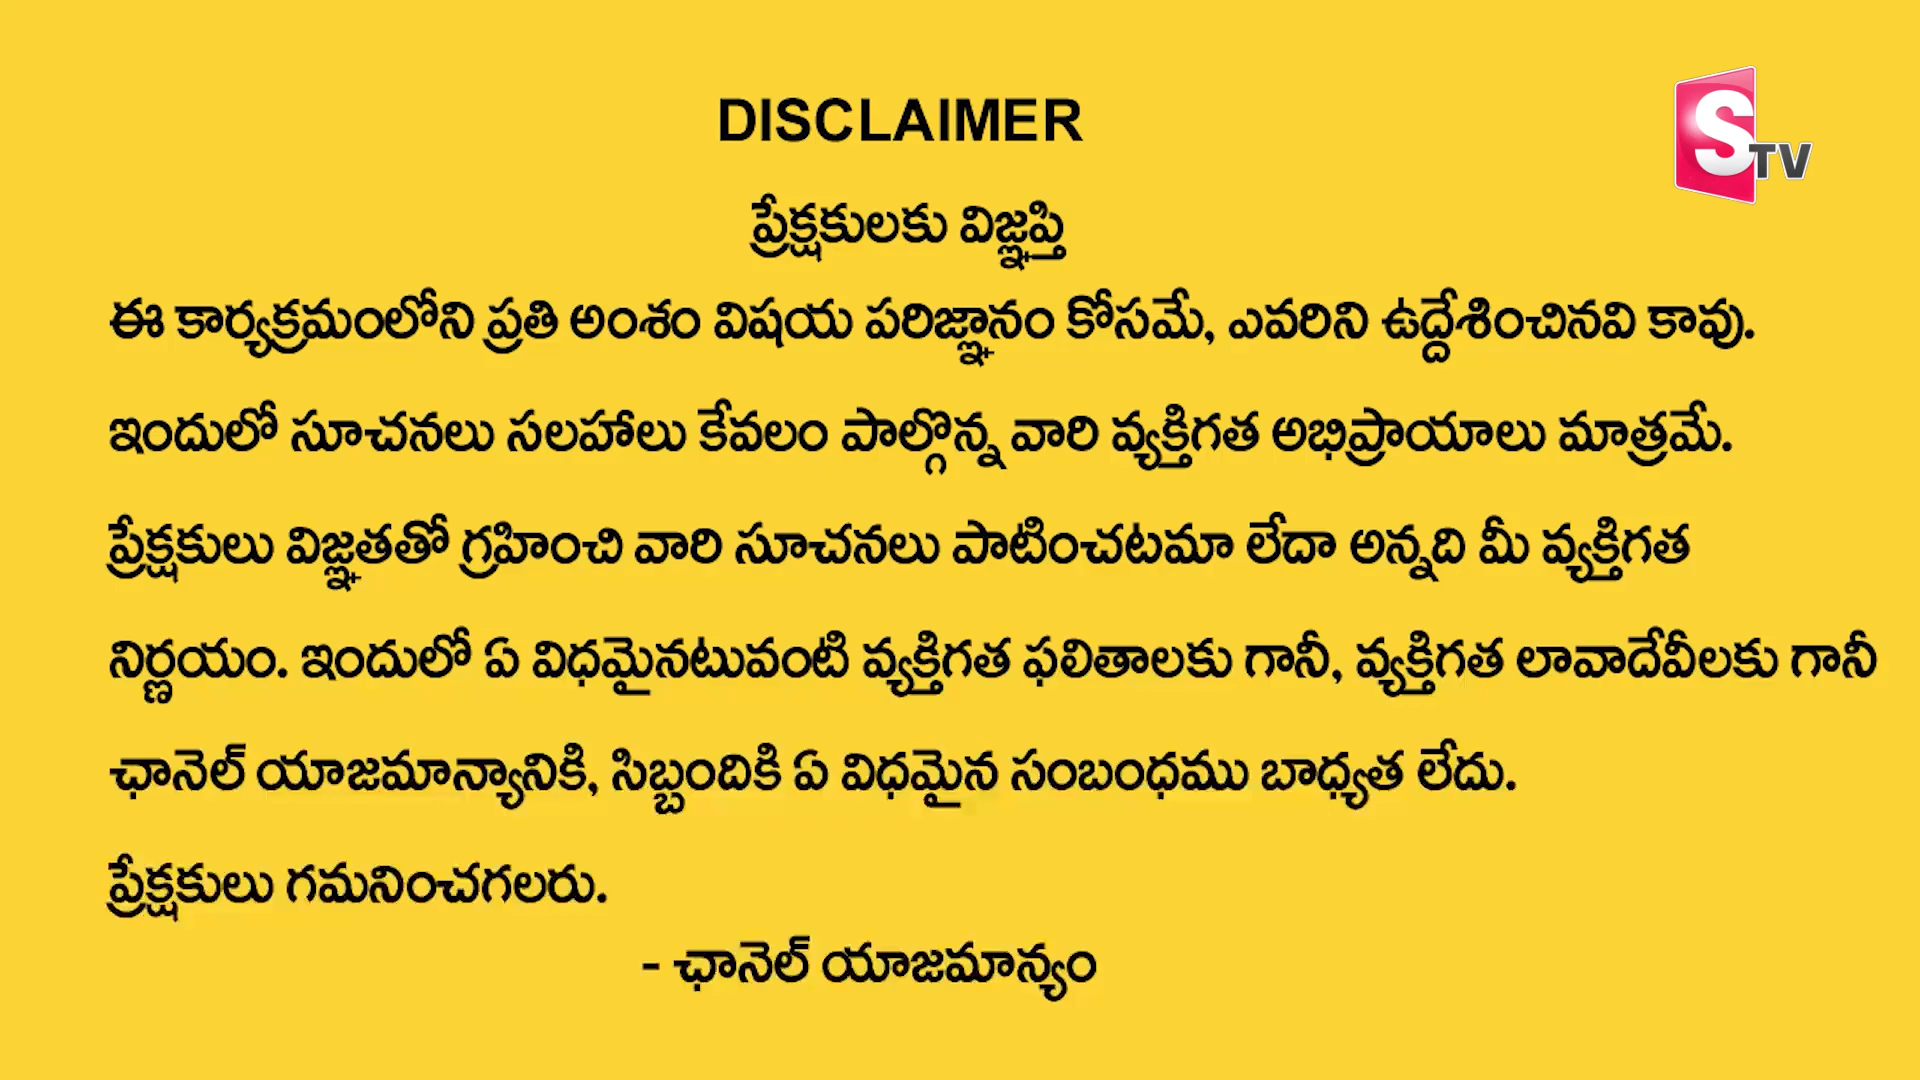 DISCLAIMER
STV
ప్రేక్షకులకు విజ్ఞప్తి
ఈ కార్యక్రమంలోని ప్రతి అంశం విషయ పరిజ్ఞానం కోసమే, ఎవరిని ఉద్దేశించినవి కావు.
ఇందులో సూచనలు సలహాలు కేవలం పాల్గొన్న వారి వ్యక్తిగత అభిప్రాయాలు మాత్రమే.
ప్రేక్షకులు విజ్ఞతతో గ్రహించి వారి సూచనలు పాటించటమా లేదా అన్నది మీ వ్యక్తిగత
నిర్ణయం. ఇందులో ఏ విధమైనటువంటి వ్యక్తిగత ఫలితాలకు గానీ, వ్యక్తిగత లావాదేవీలకు గానీ
ఛానెల్ యాజమాన్యానికి, సిబ్బందికి ఏ విధమైన సంబంధము బాధ్యత లేదు.
ప్రేక్షకులు గమనించగలరు.
- ఛానెల్ యాజమాన్యం